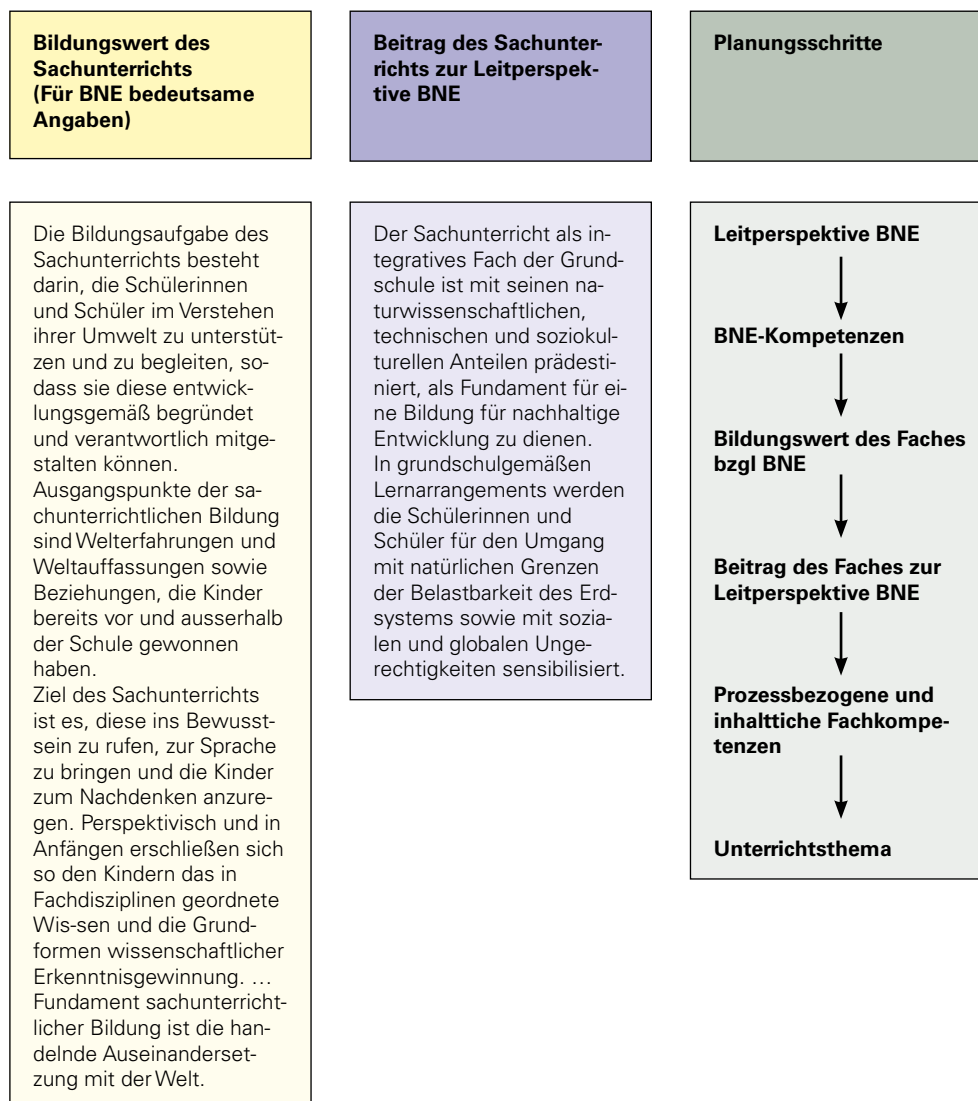 Bildungswert des
Sachunterrichts
(Für BNE bedeutsame
Angaben)
Die Bildungsaufgabe des
Sachunterrichts besteht
darin, die Schülerinnen
und Schüler im Verstehen
ihrer Umwelt zu unterstüt-
zen und zu begleiten, so-
dass sie diese entwick-
lungsgemäß begründet
und verantwortlich mitge-
stalten können.
Ausgangspunkte der sa-
chunterrichtlichen Bildung
sind Welterfahrungen und
Weltauffassungen sowie
Beziehungen, die Kinder
bereits vor und ausserhalb
der Schule gewonnen
haben.
Ziel des Sachunterrichts
ist es, diese ins Bewusst-
sein zu rufen, zur Sprache
zu bringen und die Kinder
zum Nachdenken anzure-
gen. Perspektivisch und in
Anfängen erschließen sich
so den Kindern das in
Fachdisziplinen geordnete
Wis-sen und die Grund-
formen wissenschaftlicher
Erkenntnisgewinnung. …
Fundament sachunterricht-
licher Bildung ist die han-
delnde Auseinanderset-
zung mit der Welt.
Beitrag des Sachunter-
richts zur Leitperspek-
tive BNE
Der Sachunterricht als in-
tegratives Fach der Grund-
schule ist mit seinen na-
turwissenschaftlichen,
technischen und soziokul-
turellen Anteilen prädesti-
niert, als Fundament für ei-
ne Bildung für nachhaltige
Entwicklung zu dienen.
In grundschulgemäßen
Lernarrangements werden
die Schülerinnen und
Schüler für den Umgang
mit natürlichen Grenzen
der Belastbarkeit des Erd-
systems sowie mit sozia-
len und globalen Unge-
rechtigkeiten sensibilisiert.
Planungsschritte
Leitperspektive BNE
BNE-Kompetenzen
Bildungswert des Faches
bzgl BNE
Beitrag des Faches zur
Leitperspektive BNE
Prozessbezogene und
inhalttiche Fachkompe-
tenzen
Unterrichtsthema